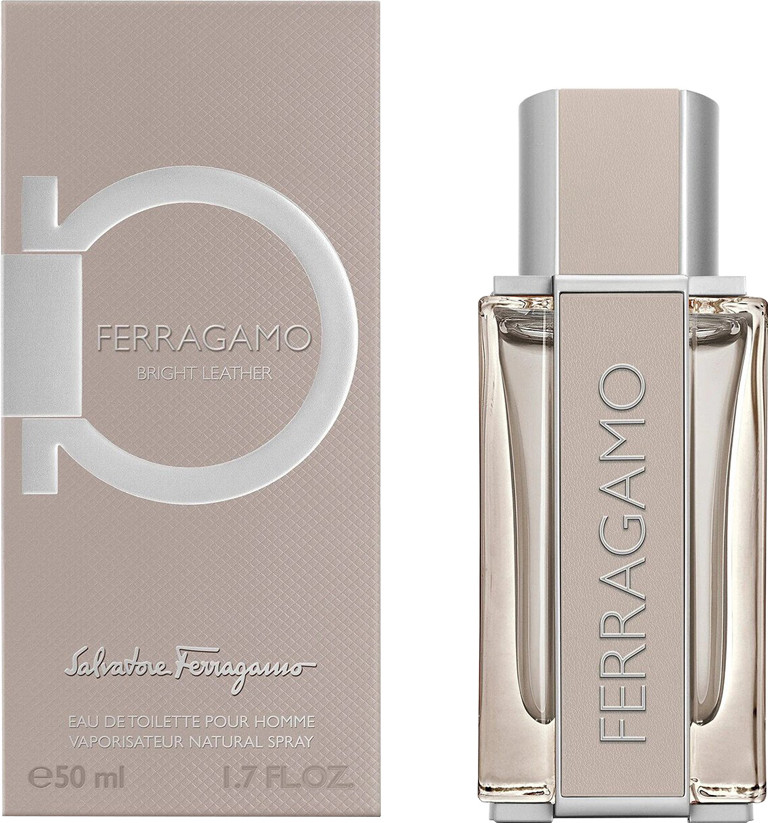 FERRAGAMO
BRIGHT LEATHER
Salvatore Ferragamo
EAU DE TOILETTE POUR HOMME
VAPORISATEUR NATURAL SPRAY
℮50 ml 1.7 FL.OZ.
FERRAGAMO